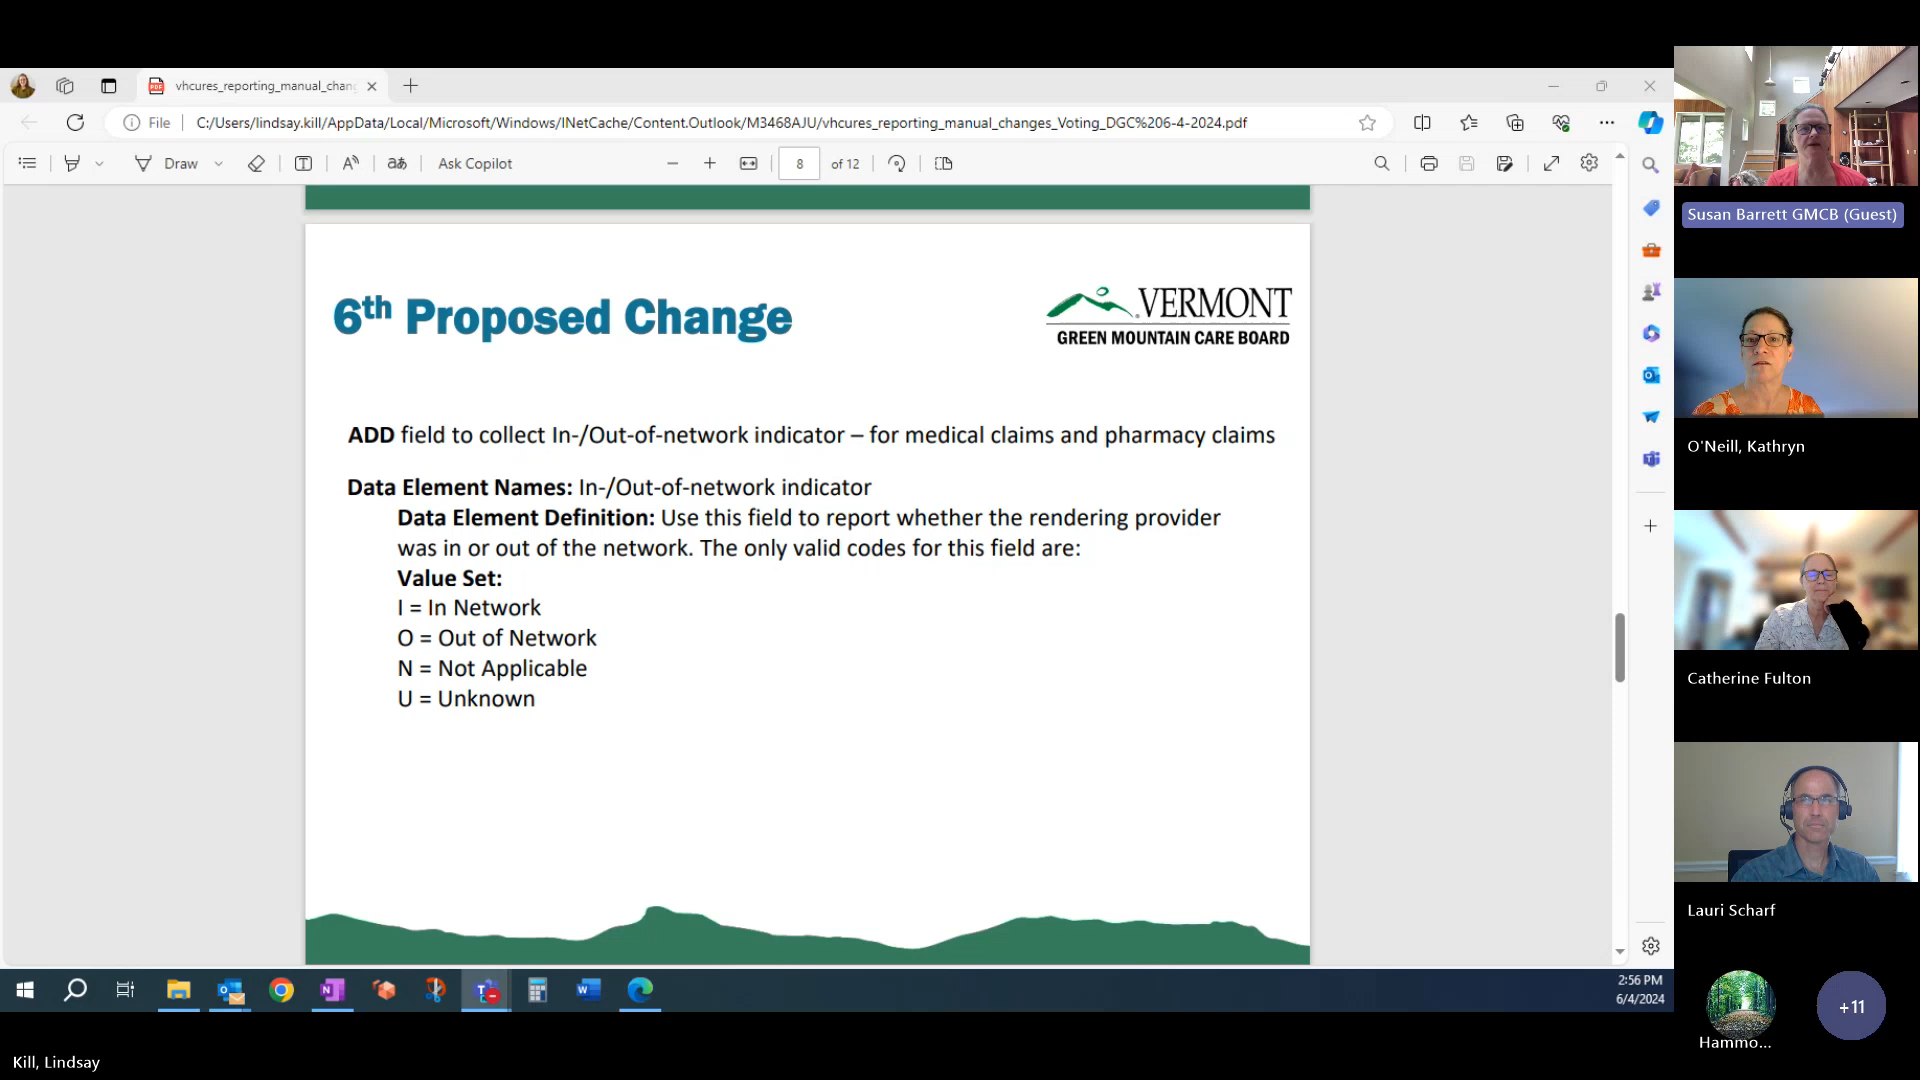 vhcures_reporting_manual_chang
File
C:/Users/lindsay.kill/AppData/Local/Microsoft/Windows/INetCache/Content.Outlook/M3468AJU/vhcures_reporting_manual_changes_Voting_DGC%206-4-2024.pdf
Draw
Ask Copilot
8
of 12
6th Proposed Change
VERMONT
GREEN MOUNTAIN CARE BOARD
ADD field to collect In-/Out-of-network indicator – for medical claims and pharmacy claims
Data Element Names: In-/Out-of-network indicator
Data Element Definition: Use this field to report whether the rendering provider
was in or out of the network. The only valid codes for this field are:
Value Set:
I = In Network
O = Out of Network
N = Not Applicable
U = Unknown
2:56 PM
6/4/2024
Susan Barrett GMCB (Guest)
O'Neill, Kathryn
Catherine Fulton
Lauri Scharf
Hammo...
+11
Kill, Lindsay